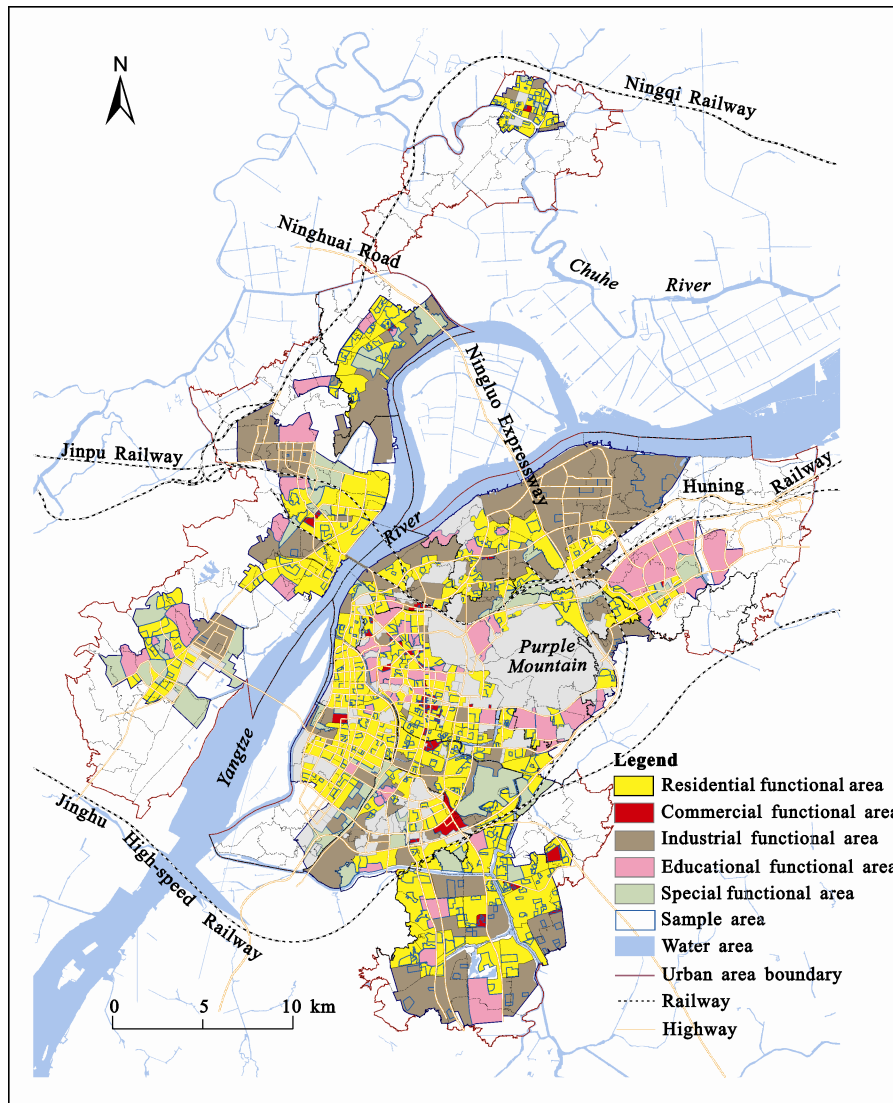 N
Ningqi Railway
Ninghuai Road
Chuhe River
Ningluo Expressway
Jinpu Railway
Huning Railway
River
Purple
Mountain
Yangtze
Legend
Residential functional area
Commercial functional area
Industrial functional area
Educational functional area
Special functional area
Sample area
Water area
Urban area boundary
Railway
Highway
Jinghu High-speed Railway
0 5 10 km